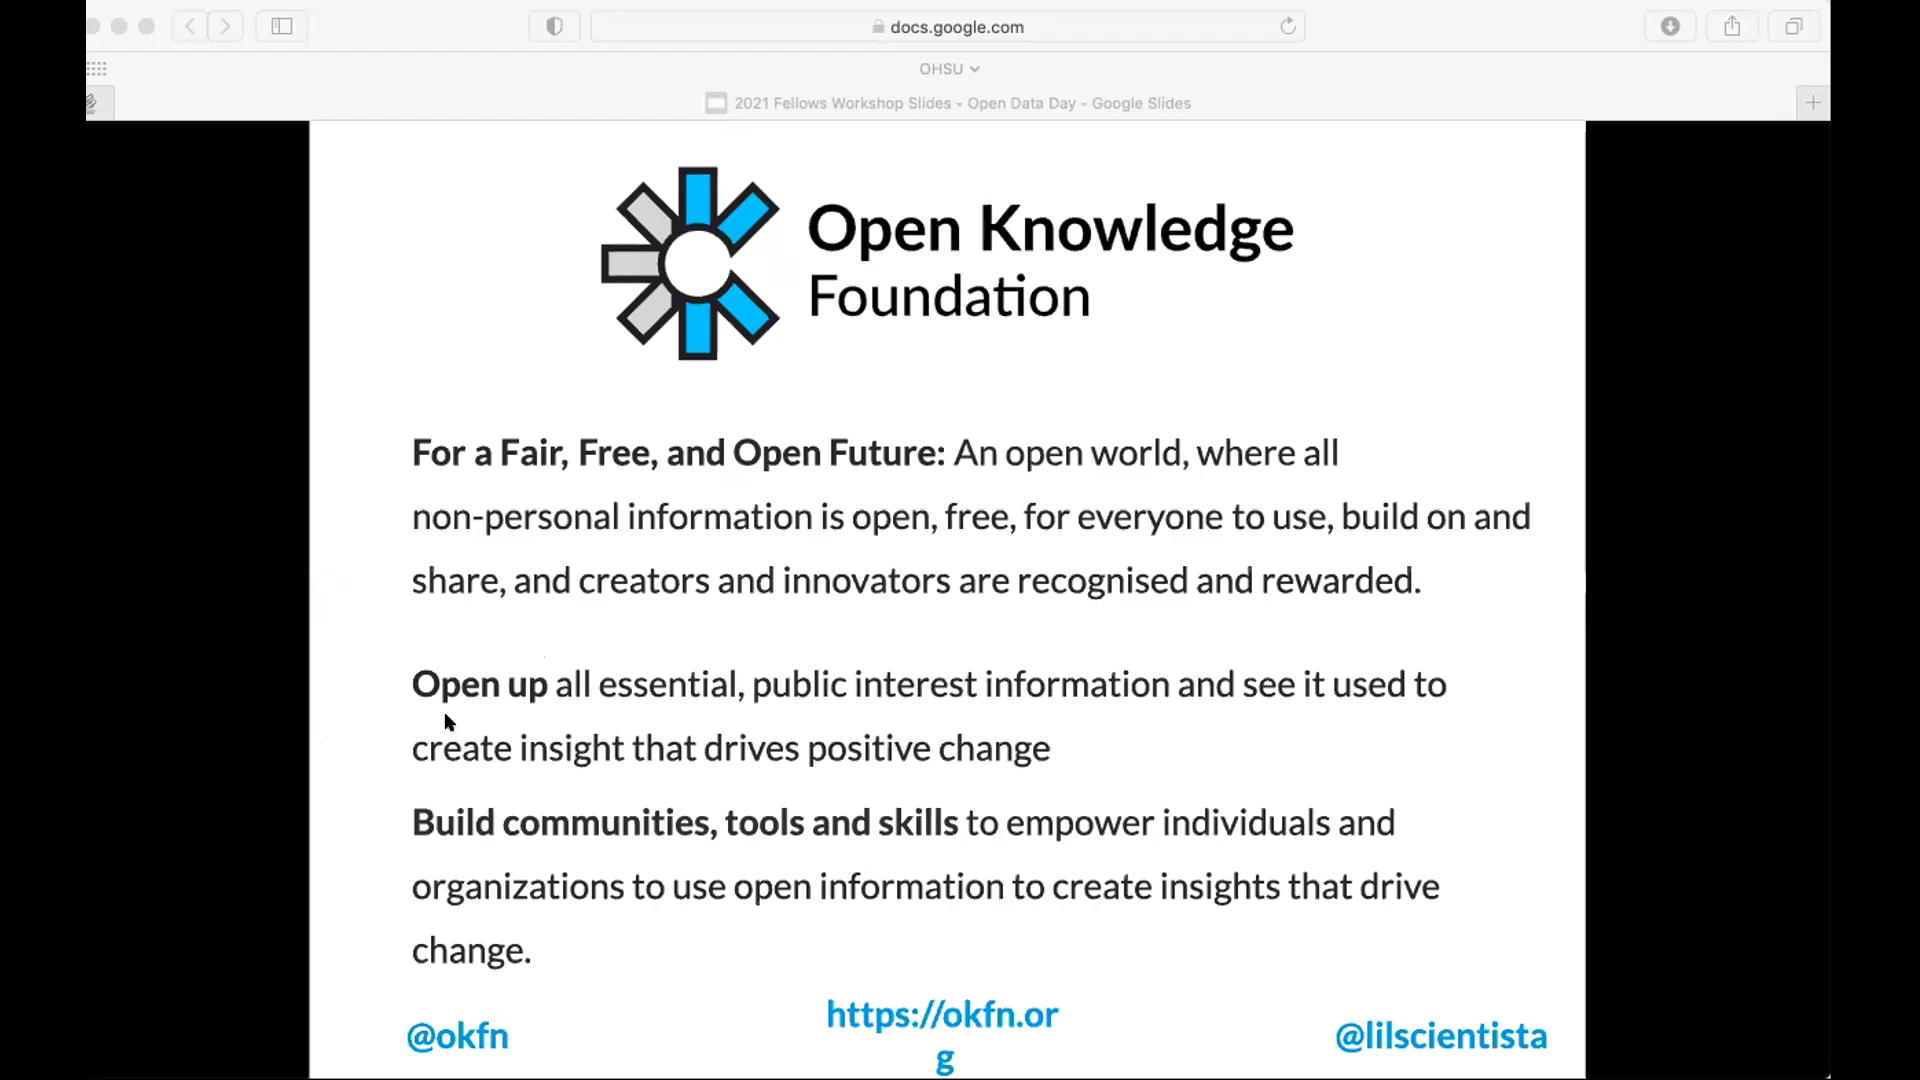 docs.google.com
OHSU
2021 Fellows Workshop Slides - Open Data Day - Google Slides
Open Knowledge
Foundation
For a Fair, Free, and Open Future: An open world, where all
non-personal information is open, free, for everyone to use, build on and
share, and creators and innovators are recognised and rewarded.
Open up all essential, public interest information and see it used to
create insight that drives positive change
Build communities, tools and skills to empower individuals and
organizations to use open information to create insights that drive
change.
@okfn
https://okfn.or
g
@lilscientista